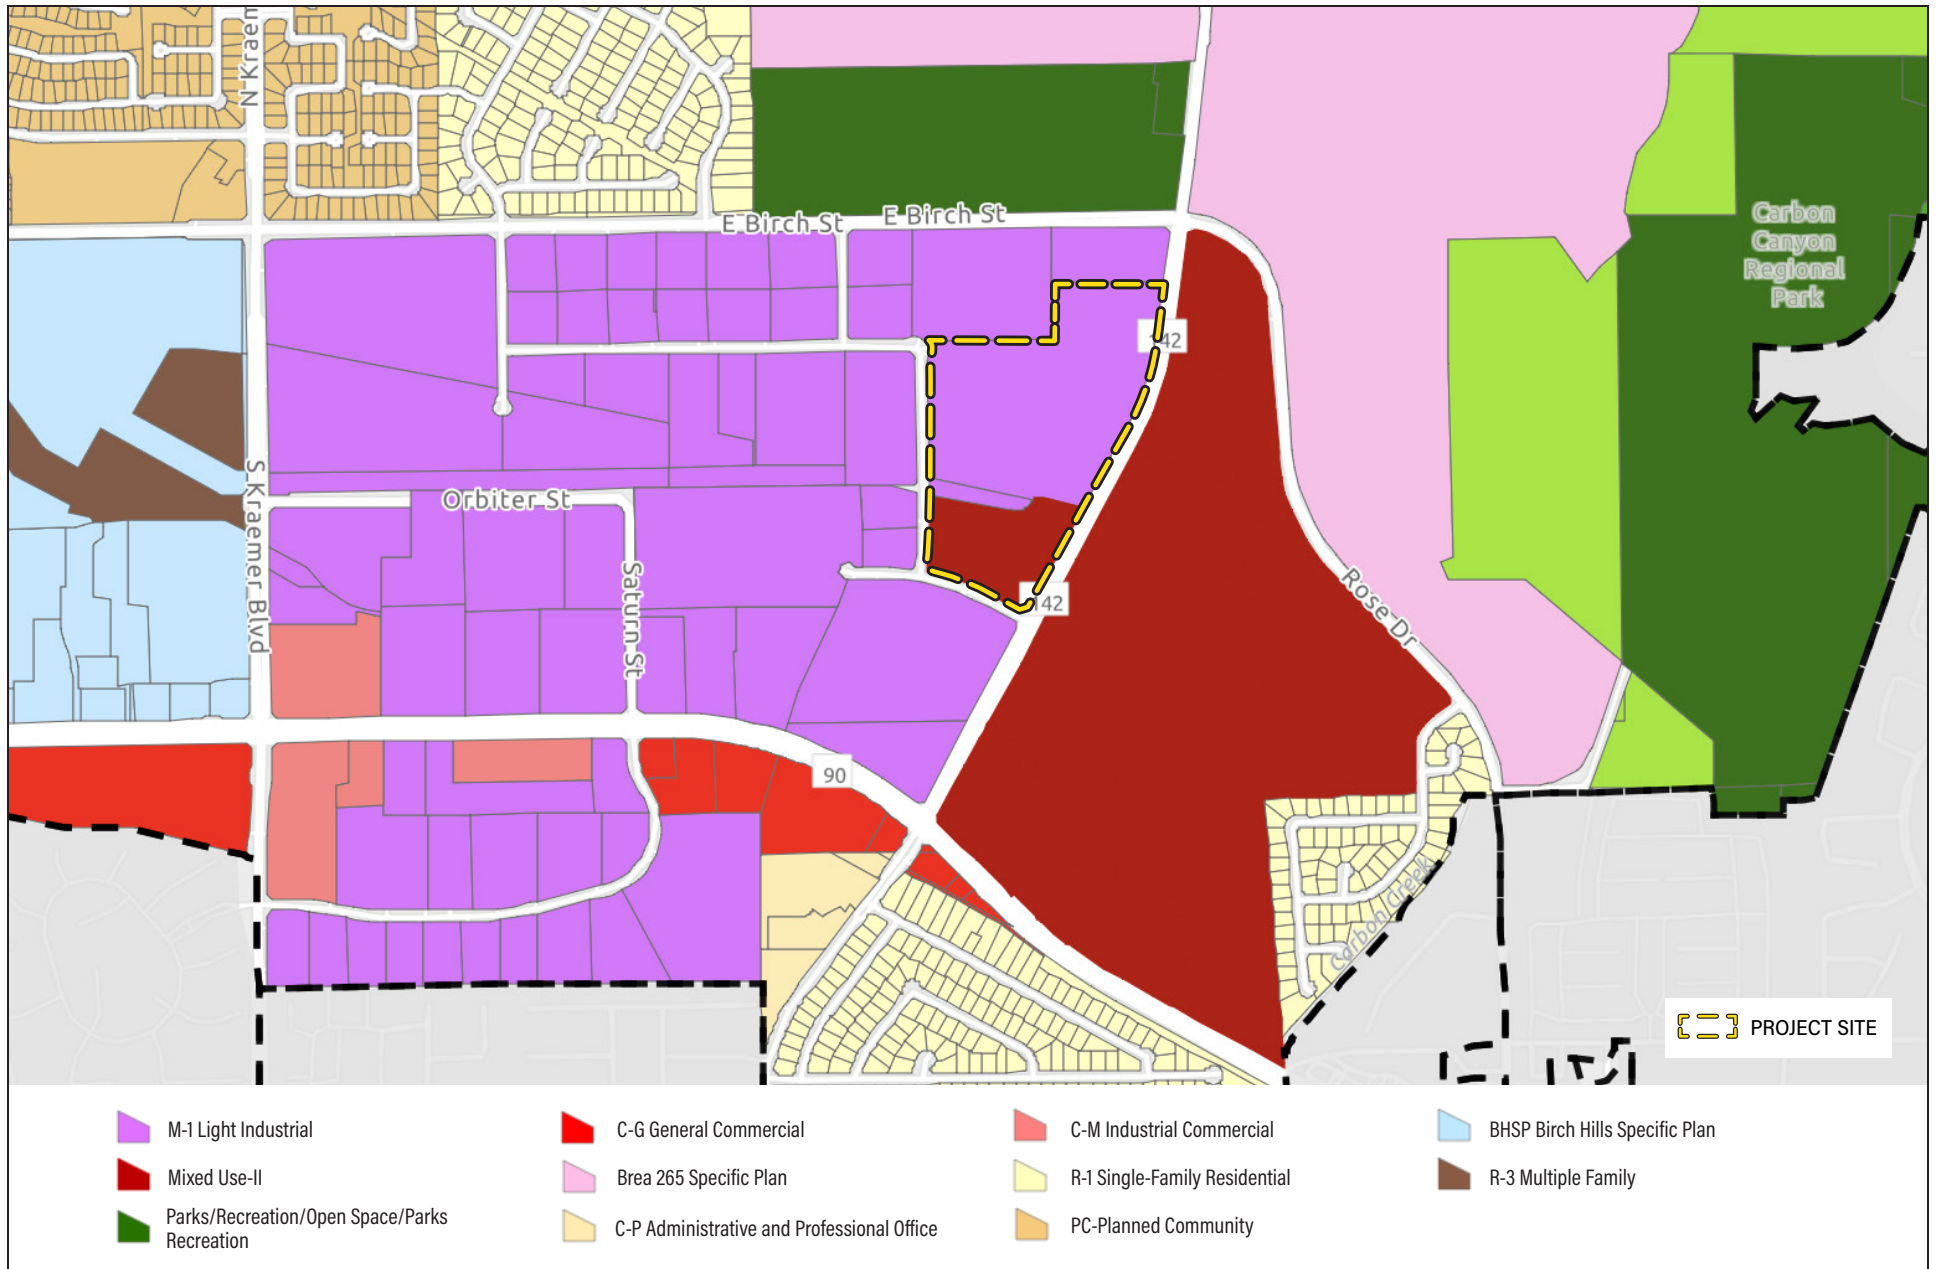 N Kraem
E Birch St
E Birch St
Carbon
Canyon
Regional
Park
142
S Kraemer Blvd
Orbiter St
Saturn St
142
Rose Dr
90
Carbon Creek
PROJECT SITE
M-1 Light Industrial
C-G General Commercial
C-M Industrial Commercial
BHSP Birch Hills Specific Plan
Mixed Use-II
Brea 265 Specific Plan
R-1 Single-Family Residential
R-3 Multiple Family
Parks/Recreation/Open Space/Parks
Recreation
C-P Administrative and Professional Office
PC-Planned Community